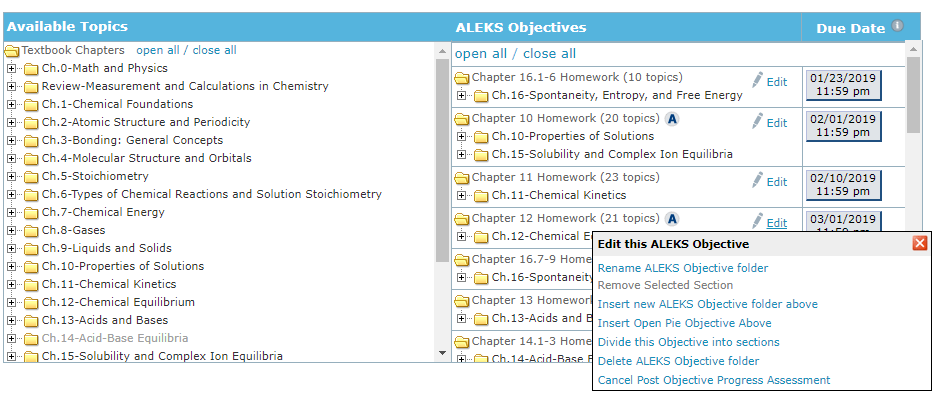 Available Topics
Textbook Chapters open all / close all
Ch.0-Math and Physics
Review-Measurement and Calculations in Chemistry
Ch.1-Chemical Foundations
Ch.2-Atomic Structure and Periodicity
Ch.3-Bonding: General Concepts
Ch.4-Molecular Structure and Orbitals
Ch.5-Stoichiometry
Ch.6-Types of Chemical Reactions and Solution Stoichiometry
Ch.7-Chemical Energy
Ch.8-Gases
Ch.9-Liquids and Solids
Ch.10-Properties of Solutions
Ch.11-Chemical Kinetics
Ch.12-Chemical Equilibrium
Ch.13-Acids and Bases
Ch.14-Acid-Base Equilibria
Ch.15-Solubility and Complex Ion Equilibria
ALEKS Objectives Due Date i
open all / close all
Chapter 16.1-6 Homework (10 topics) Edit 01/23/2019
11:59 pm
Ch.16-Spontaneity, Entropy, and Free Energy
Chapter 10 Homework (20 topics) A Edit 02/01/2019
11:59 pm
Ch.10-Properties of Solutions
Ch.15-Solubility and Complex Ion Equilibria
Chapter 11 Homework (23 topics) Edit 02/10/2019
11:59 pm
Ch.11-Chemical Kinetics
Chapter 12 Homework (21 topics) A Edit 03/01/2019
11:59 pm
Ch.12-Chemical E
Chapter 16.7-9 Homework
Ch.16-Spontaneity
Chapter 13 Homework
Ch.13-Acids and B
Chapter 14.1-3 Homew
Ch.14-Acid-Base E
Edit this ALEKS Objective
Rename ALEKS Objective folder
Remove Selected Section
Insert new ALEKS Objective folder above
Insert Open Pie Objective Above
Divide this Objective into sections
Delete ALEKS Objective folder
Cancel Post Objective Progress Assessment